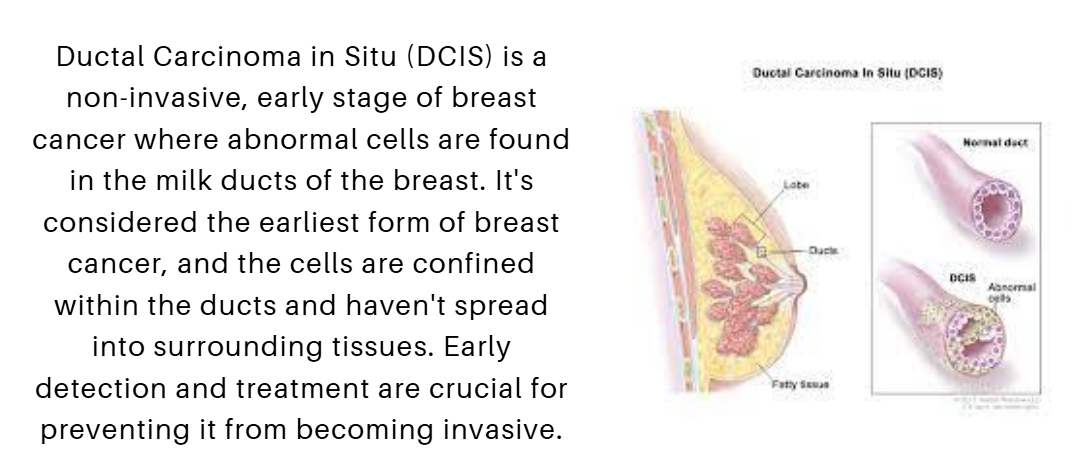 Ductal Carcinoma in Situ (DCIS) is a
non-invasive, early stage of breast
cancer where abnormal cells are found
in the milk ducts of the breast. It's
considered the earliest form of breast
cancer, and the cells are confined
within the ducts and haven't spread
into surrounding tissues. Early
detection and treatment are crucial for
preventing it from becoming invasive.
Ductal Carcinoma In Situ (DCIS)
Lobe
Ducts
Fatty tissue
Normal duct
DCIS
Abnormal
cells